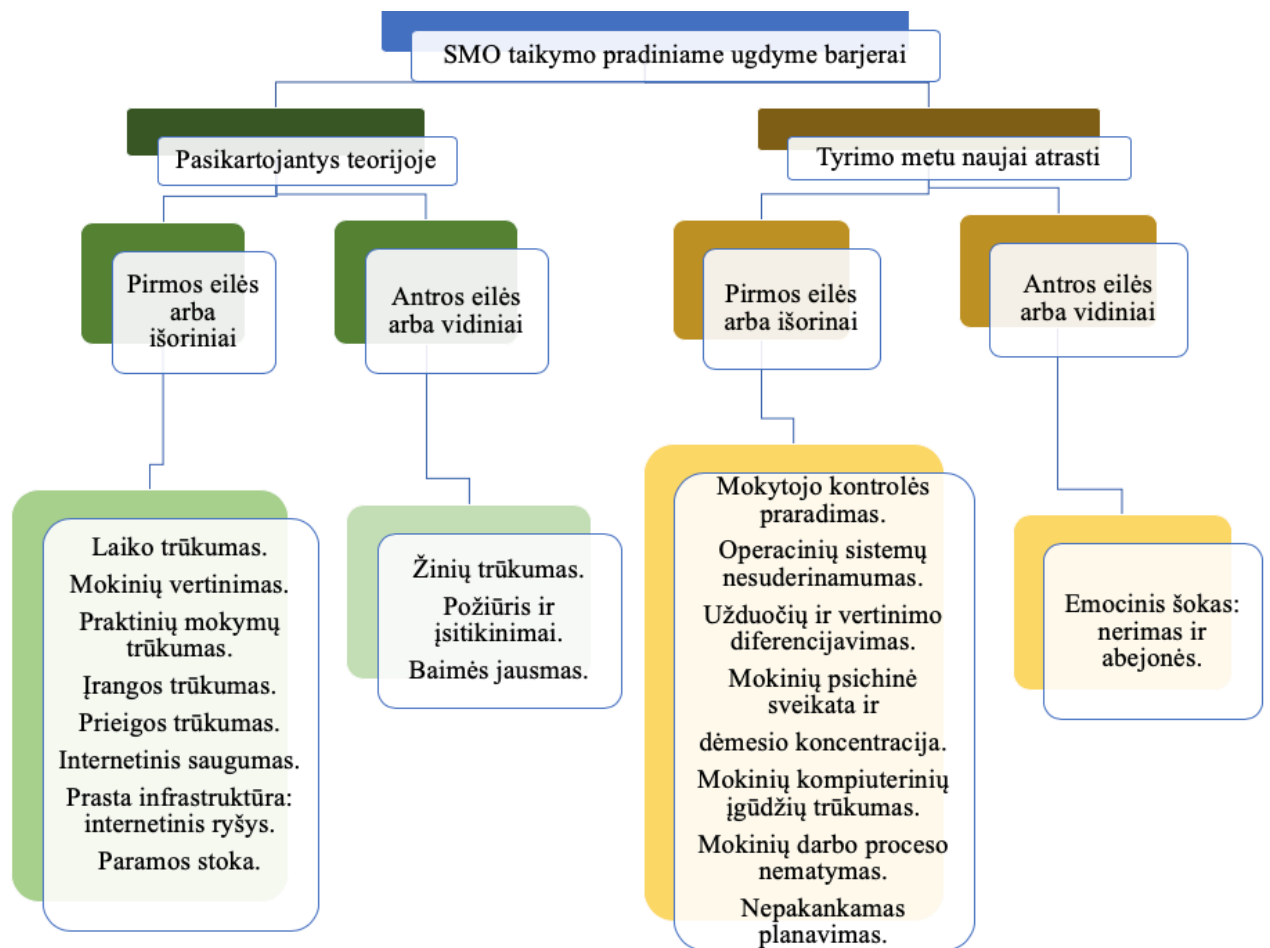 SMO taikymo pradiniame ugdyme barjerai
Pasikartojantys teorijoje
Tyrimo metu naujai atrasti
Pirmos eilės
arba
išoriniai
Antros eilės
arba vidiniai
Pirmos eilės
arba išorinai
Antros eilės
arba vidiniai
Laiko trūkumas.
Mokinių vertinimas.
Praktinių mokymų
trūkumas.
Įrangos trūkumas.
Prieigos trūkumas.
Internetinis saugumas.
Prasta infrastruktūra:
internetinis ryšys.
Paramos stoka.
Žinių trūkumas.
Požiūris ir
įsitikinimai.
Baimės jausmas.
Mokytojo kontrolės
praradimas.
Operacinių sistemų
nesuderinamumas.
Užduočių ir vertinimo
diferencijavimas.
Mokinių psichinė
sveikata ir
dėmesio koncentracija.
Mokinių kompiuterinių
įgūdžių trūkumas.
Mokinių darbo proceso
nematymas.
Nepakankamas
planavimas.
Emocinis šokas:
nerimas ir
abejonės.